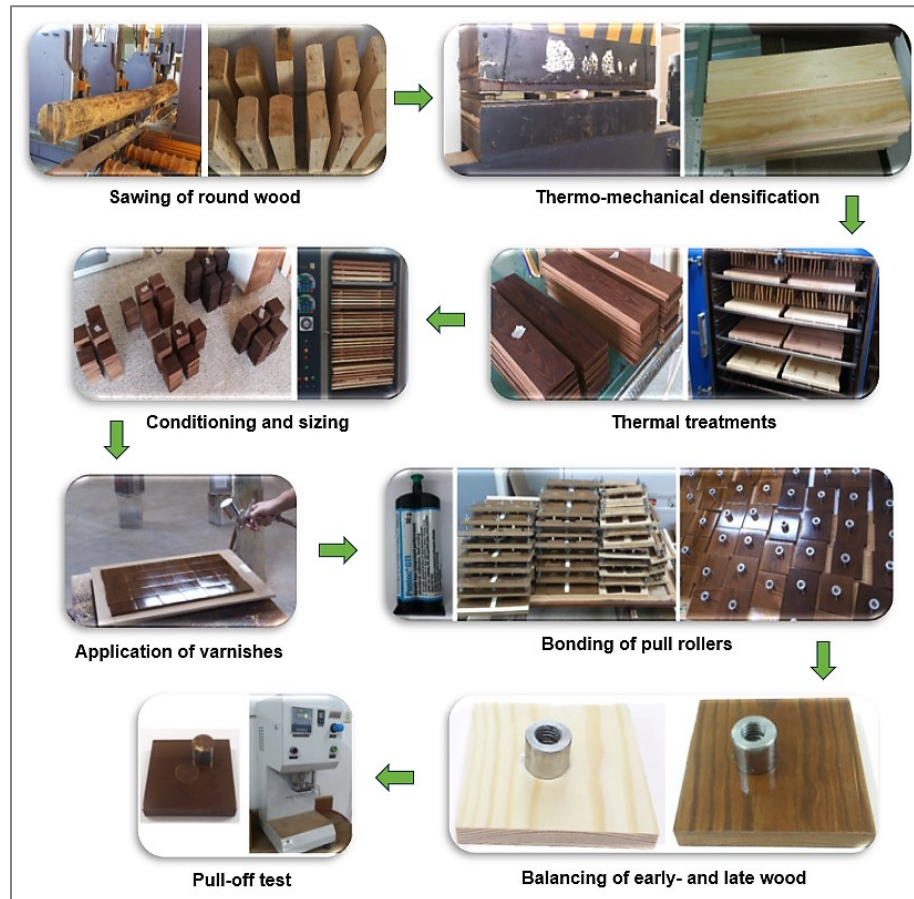 Sawing of round wood
Thermo-mechanical densification
Conditioning and sizing
Thermal treatments
Application of varnishes
Bonding of pull rollers
Pull-off test
Balancing of early- and late wood